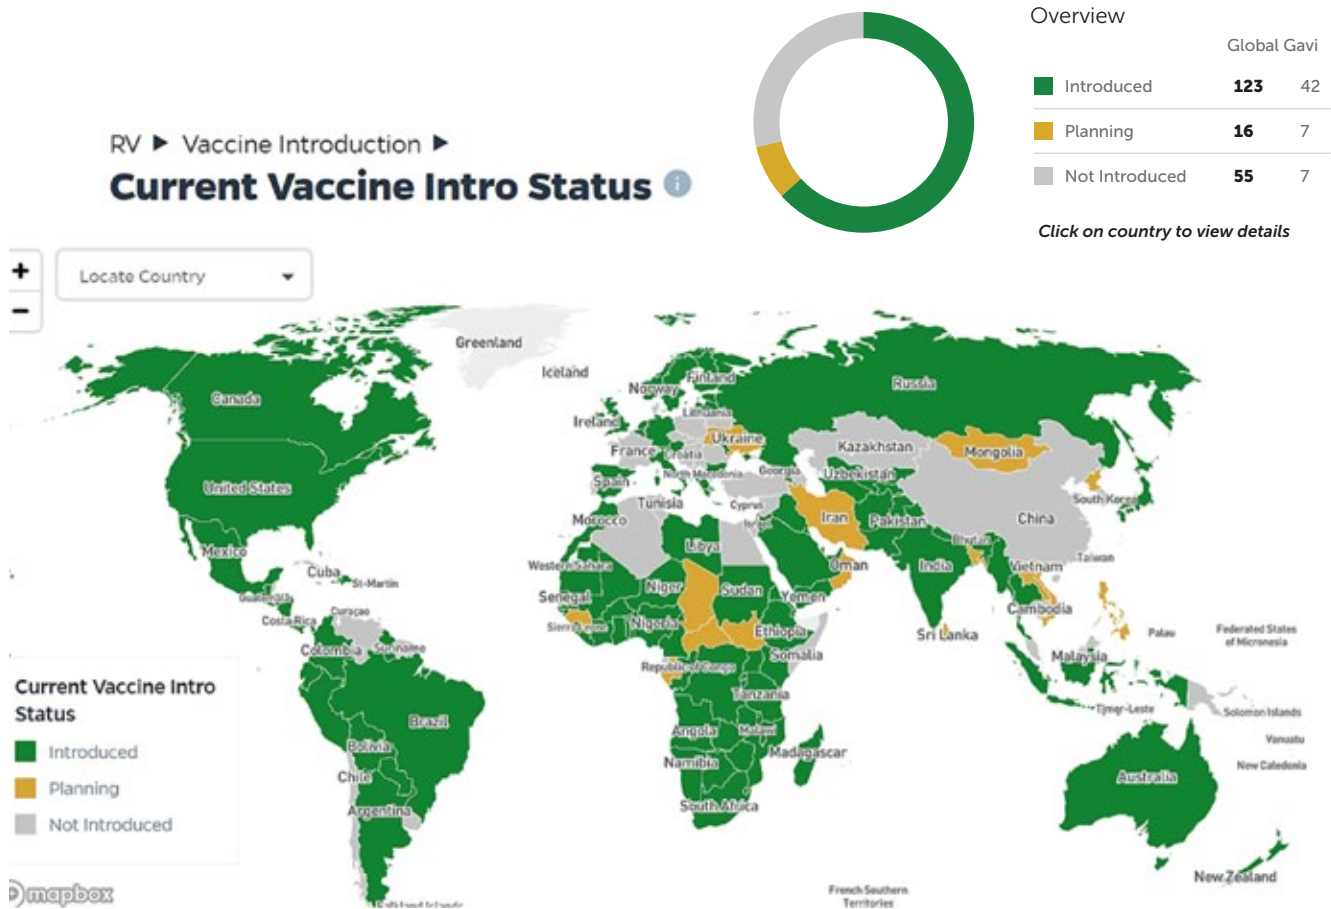 Overview
Global Gavi
Introduced 123 42
Planning 16 7
Not Introduced 55 7
Click on country to view details
RV ▶ Vaccine Introduction ▶
Current Vaccine Intro Status i
+
Locate Country
−
Greenland
Iceland
Norway
Finland
Russia
Canada
Lithuania
Ireland
Ukraine
France
Croatia
Kazakhstan
Mongolia
North Macedonia
Georgia
Uzbekistan
United States
Spain
South Korea
Tunisia
Cyprus
Israel
Morocco
Iran
Pakistan
China
Mexico
Libya
Bhutan
Taiwan
Western Sahara
Oman
India
Vietnam
Cuba
St-Martin
Niger
Sudan
Guatemala
Senegal
Yemen
Curaçao
Cambodia
Costa Rica
Sierra Leone
Nigeria
Ethiopia
Sri Lanka
Palau
Federated States
of Micronesia
Colombia
Suriname
Somalia
Malaysia
Republic of Congo
Tanzania
Timor-Leste
Solomon Islands
Current Vaccine Intro
Status
Introduced
Planning
Not Introduced
Brazil
Bolivia
Angola
Malawi
Madagascar
Vanuatu
Namibia
New Caledonia
Chile
Australia
Argentina
South Africa
New Zealand
mapbox
French Southern
Territories
Falkland Islands